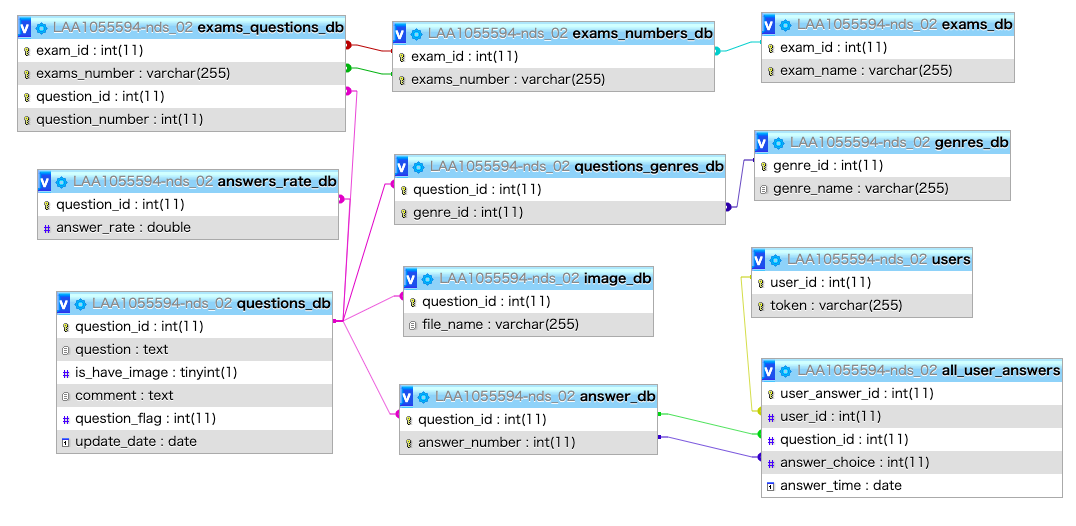 LAA1055594-nds_02 exams_questions_db
exam_id : int(11)
exams_number : varchar(255)
question_id : int(11)
question_number : int(11)
LAA1055594-nds_02 exams_numbers_db
exam_id : int(11)
exams_number : varchar(255)
LAA1055594-nds_02 exams_db
exam_id : int(11)
exam_name : varchar(255)
LAA1055594-nds_02 answers_rate_db
question_id : int(11)
answer_rate : double
LAA1055594-nds_02 questions_genres_db
question_id : int(11)
genre_id : int(11)
LAA1055594-nds_02 genres_db
genre_id : int(11)
genre_name : varchar(255)
LAA1055594-nds_02 questions_db
question_id : int(11)
question : text
is_have_image : tinyint(1)
comment : text
question_flag : int(11)
update_date : date
LAA1055594-nds_02 image_db
question_id : int(11)
file_name : varchar(255)
LAA1055594-nds_02 users
user_id : int(11)
token : varchar(255)
LAA1055594-nds_02 answer_db
question_id : int(11)
answer_number : int(11)
LAA1055594-nds_02 all_user_answers
user_answer_id : int(11)
user_id : int(11)
question_id : int(11)
answer_choice : int(11)
answer_time : date